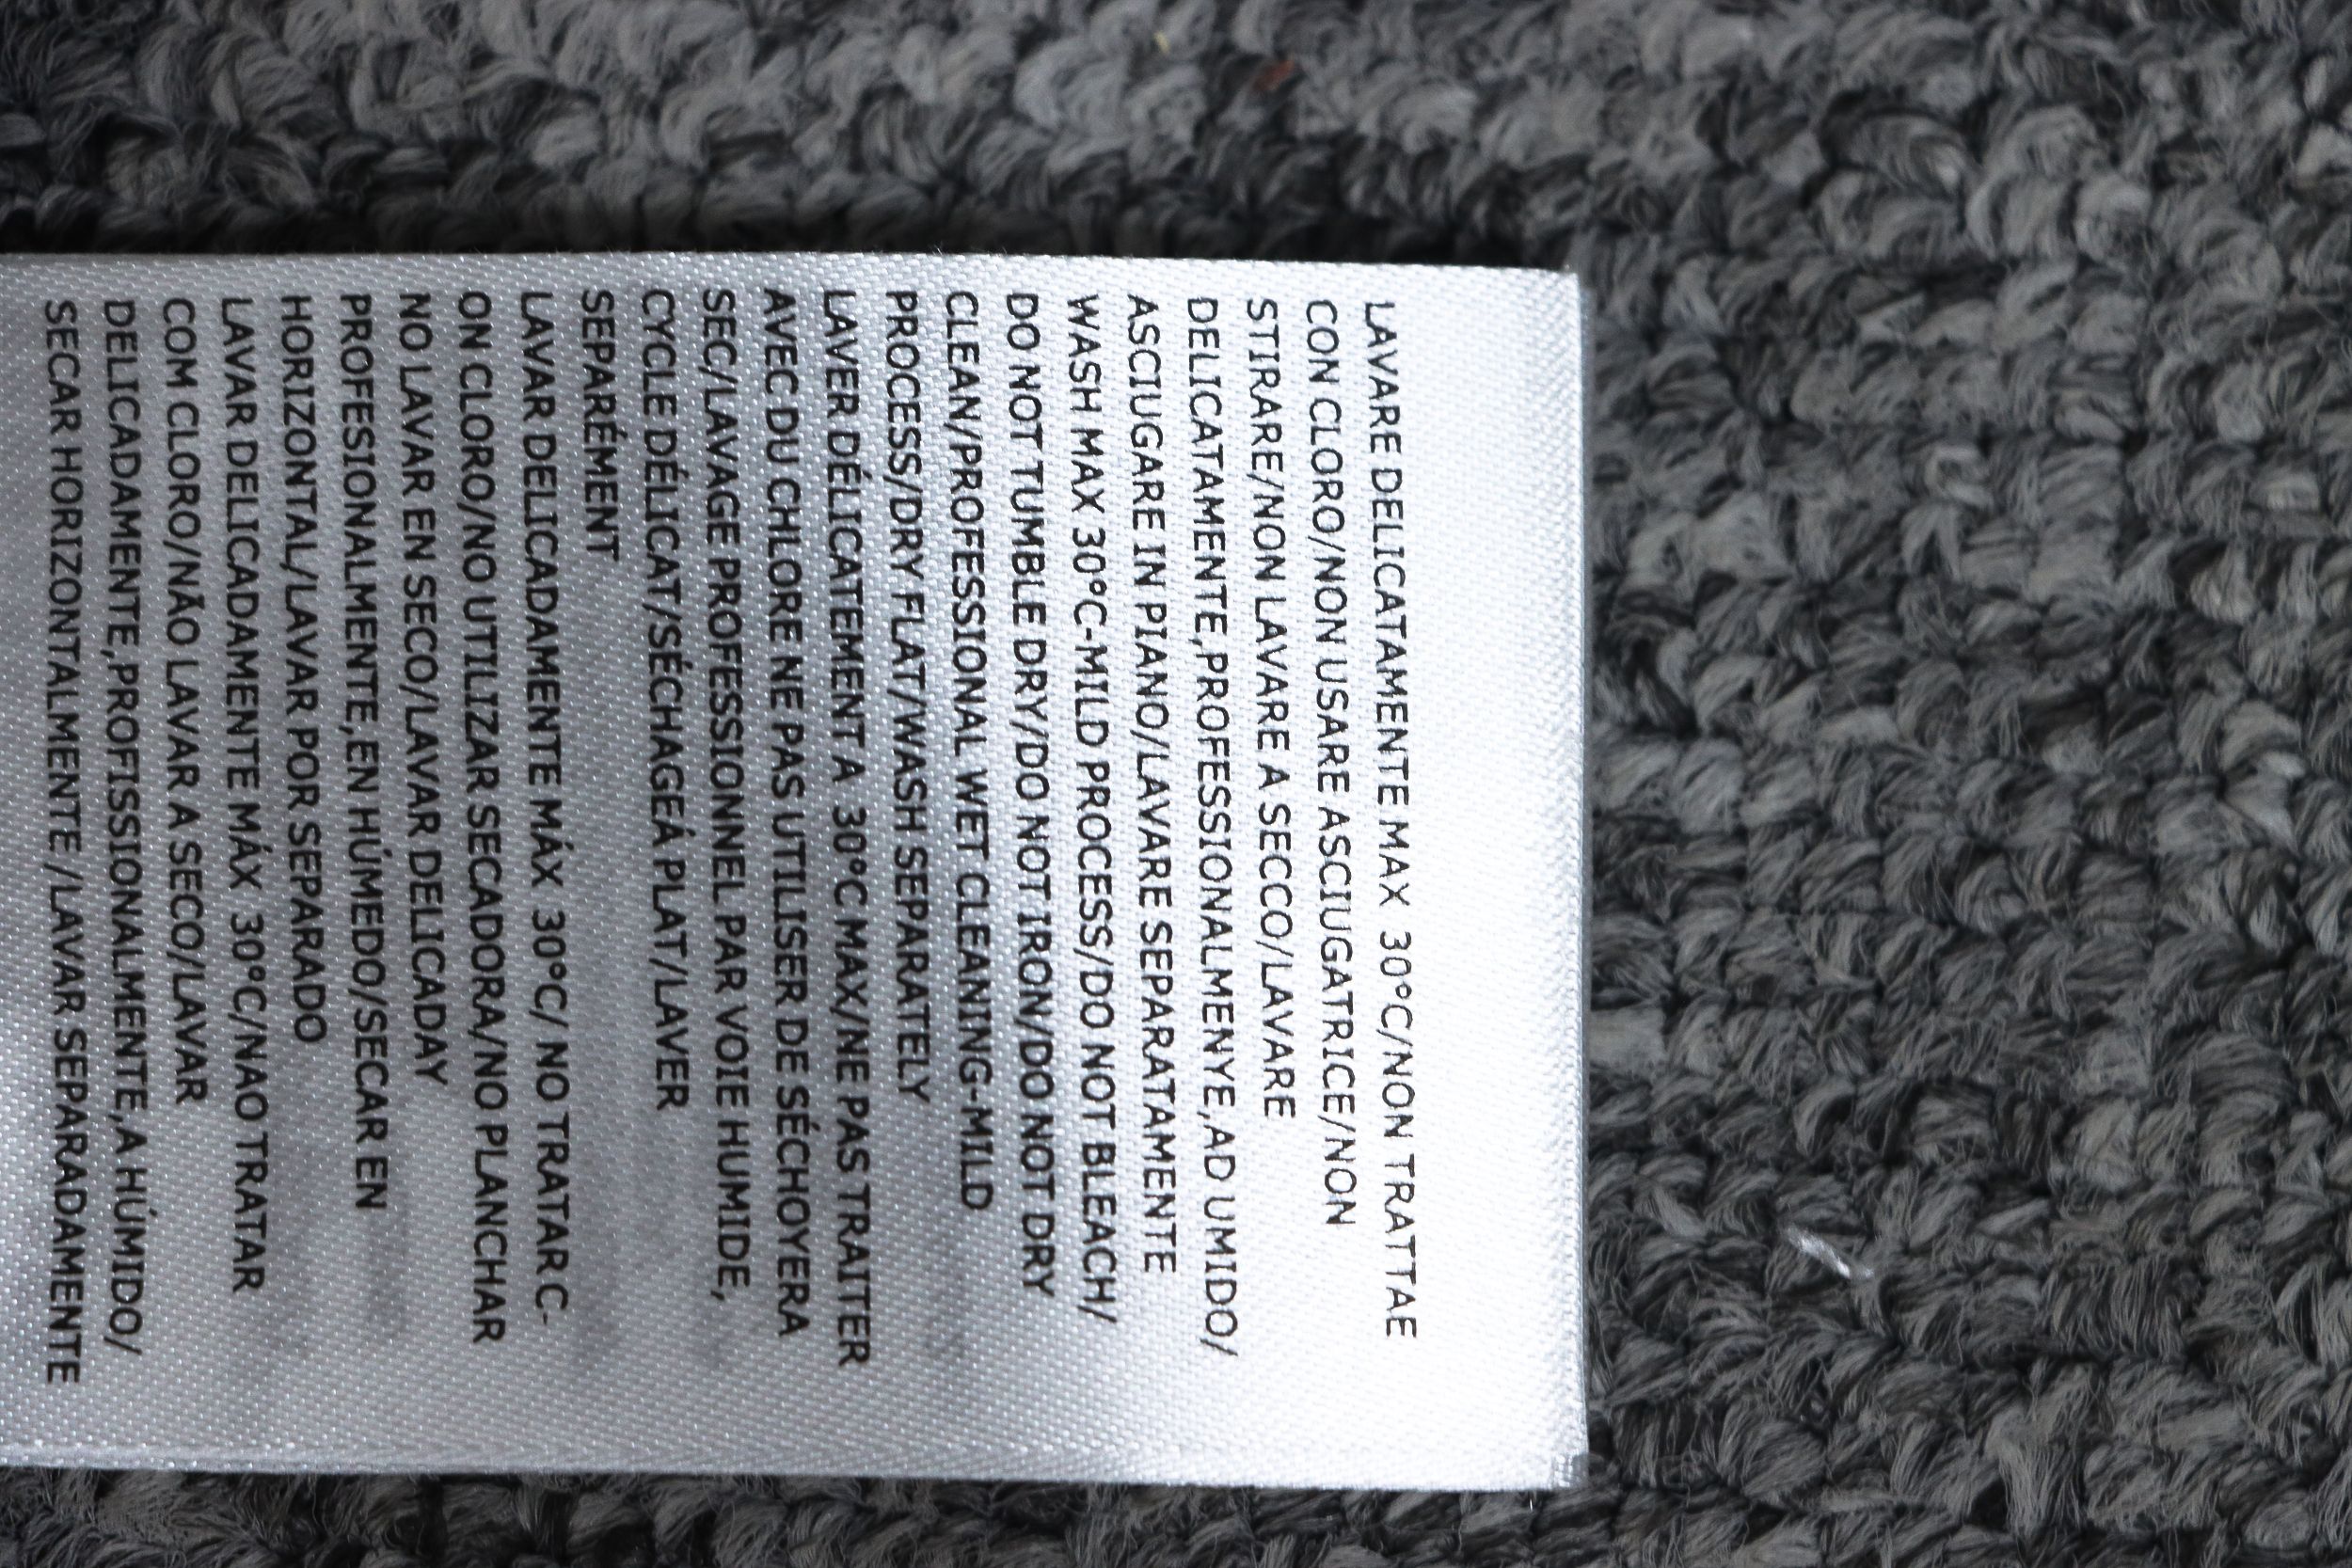 LAVARE DELICATAMENTE MAX 30°C/NON TRATTAE
CON CLORO/NON USARE ASCIUGATRICE/NON
STIRARE/NON LAVARE A SECCO/LAVARE
DELICATAMENTE,PROFESSIONALMENYE,AD UMIDO/
ASCIUGARE IN PIANO/LAVARE SEPARATAMENTE
WASH MAX 30°C-MILD PROCESS/DO NOT BLEACH/
DO NOT TUMBLE DRY/DO NOT IRON/DO NOT DRY
CLEAN/PROFESSIONAL WET CLEANING-MILD
PROCESS/DRY FLAT/WASH SEPARATELY
LAVER DÉLICATEMENT A 30°C MAX/NE PAS TRAITER
AVEC DU CHLORE NE PAS UTILISER DE SÉCHOYERA
SEC/LAVAGE PROFESSIONNEL PAR VOIE HUMIDE,
CYCLE DÉLICAT/SÉCHAGEÁ PLAT/LAVER
SEPARÉMENT
LAVAR DELICADAMENTE MÁX 30°C/ NO TRATAR C-
ON CLORO/NO UTILIZAR SECADORA/NO PLANCHAR
NO LAVAR EN SECO/LAVAR DELICADAY
PROFESIONALMENTE,EN HÚMEDO/SECAR EN
HORIZONTAL/LAVAR POR SEPARADO
LAVAR DELICADAMENTE MÁX 30°C/NAO TRATAR
COM CLORO/NÃO LAVAR A SECO/LAVAR
DELICADAMENTE,PROFISSIONALMENTE,A HÚMIDO/
SECAR HORIZONTALMENTE /LAVAR SEPARADAMENTE